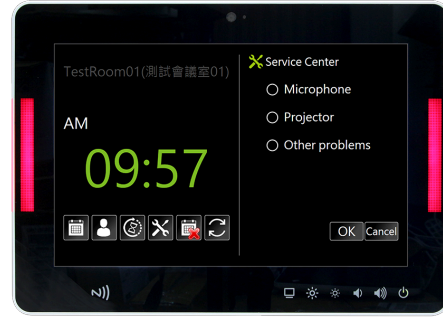 TestRoom01(測試會議室01)
AM
09:57
Service Center
Microphone
Projector
Other problems
OK
Cancel